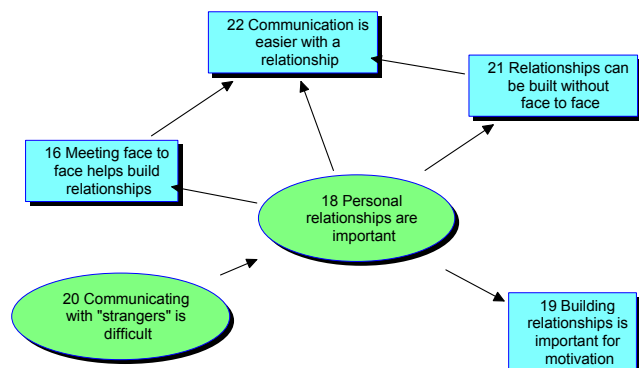 22 Communication is
easier with a
relationship
21 Relationships can
be built without
face to face
16 Meeting face to
face helps build
relationships
18 Personal
relationships are
important
20 Communicating
with "strangers" is
difficult
19 Building
relationships is
important for
motivation